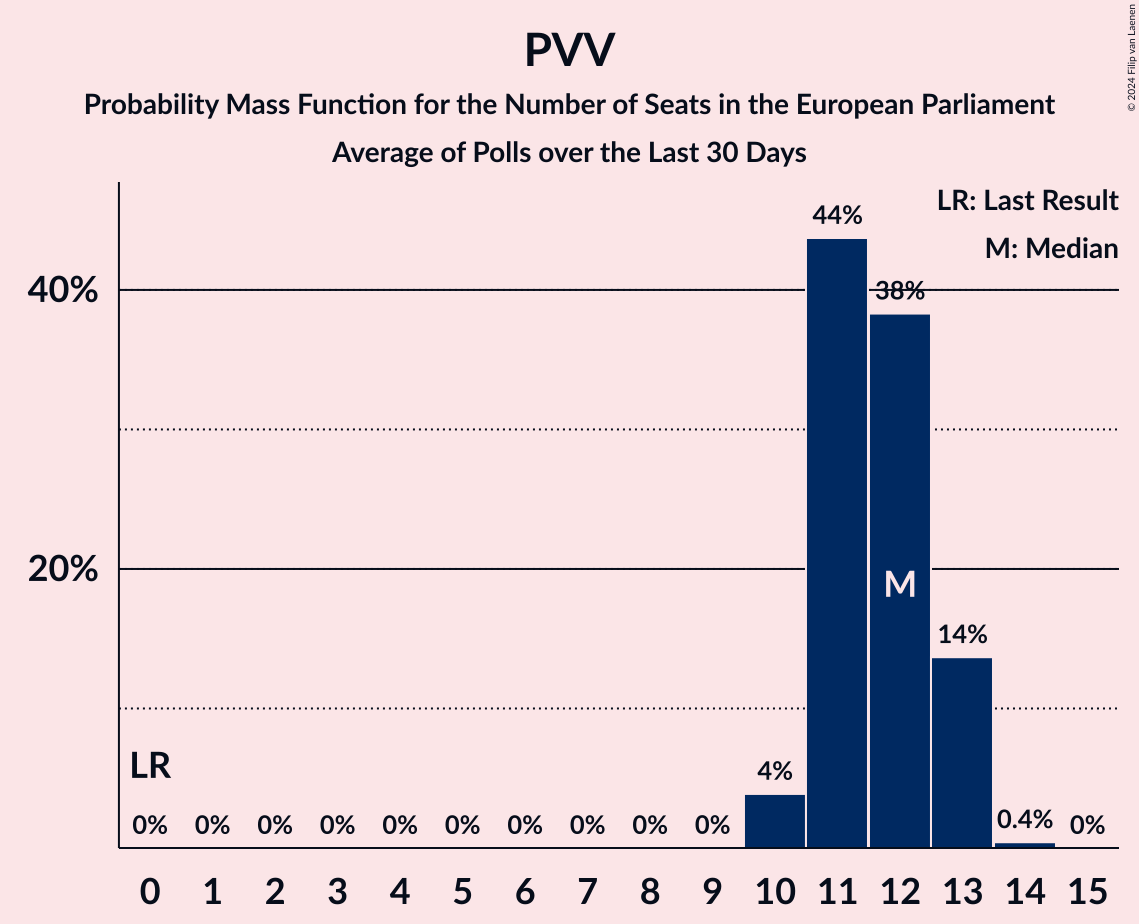 PVV
Probability Mass Function for the Number of Seats in the European Parliament
Average of Polls over the Last 30 Days
© 2024 Filip van Laenen
LR: Last Result
M: Median
44%
40%
38%
20%
M
14%
LR
4%
0% 0% 0% 0% 0% 0% 0% 0% 0% 0% 0.4% 0%
0 1 2 3 4 5 6 7 8 9 10 11 12 13 14 15